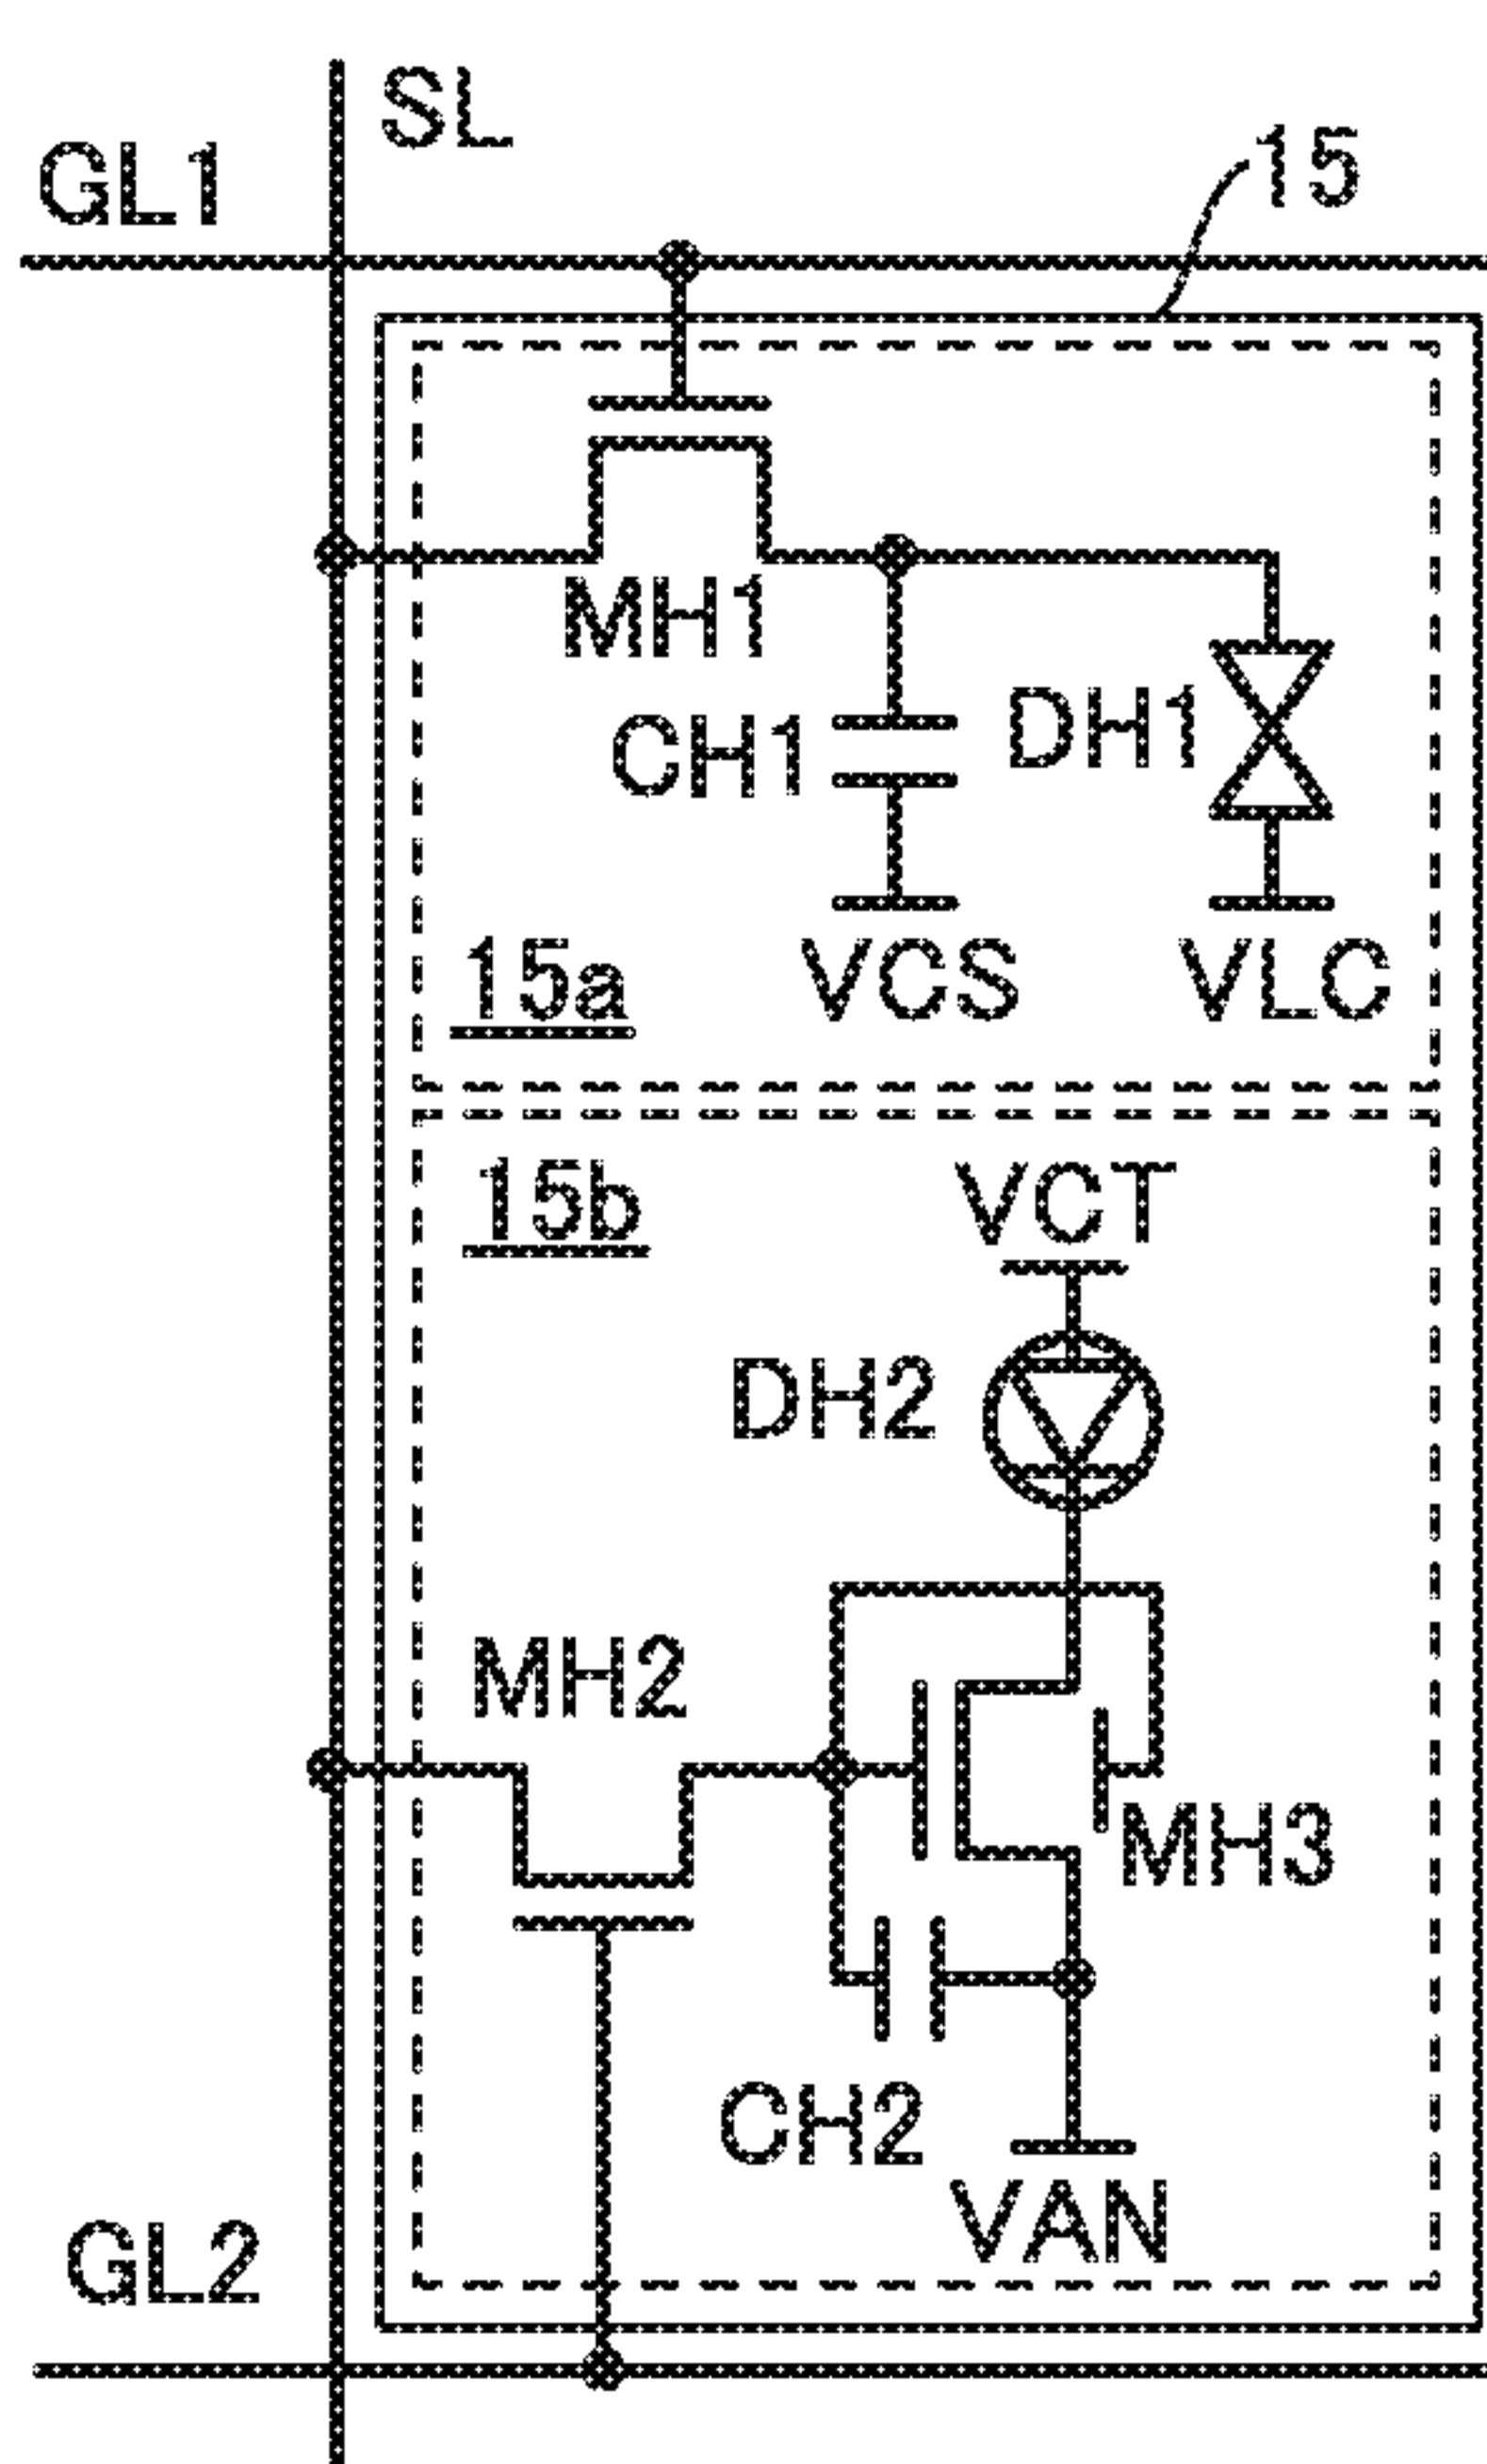 SL
GL1
15
MH1
CH1
DH1
15a
VCS
VLC
15b
VCT
DH2
MH2
MH3
CH2
VAN
GL2